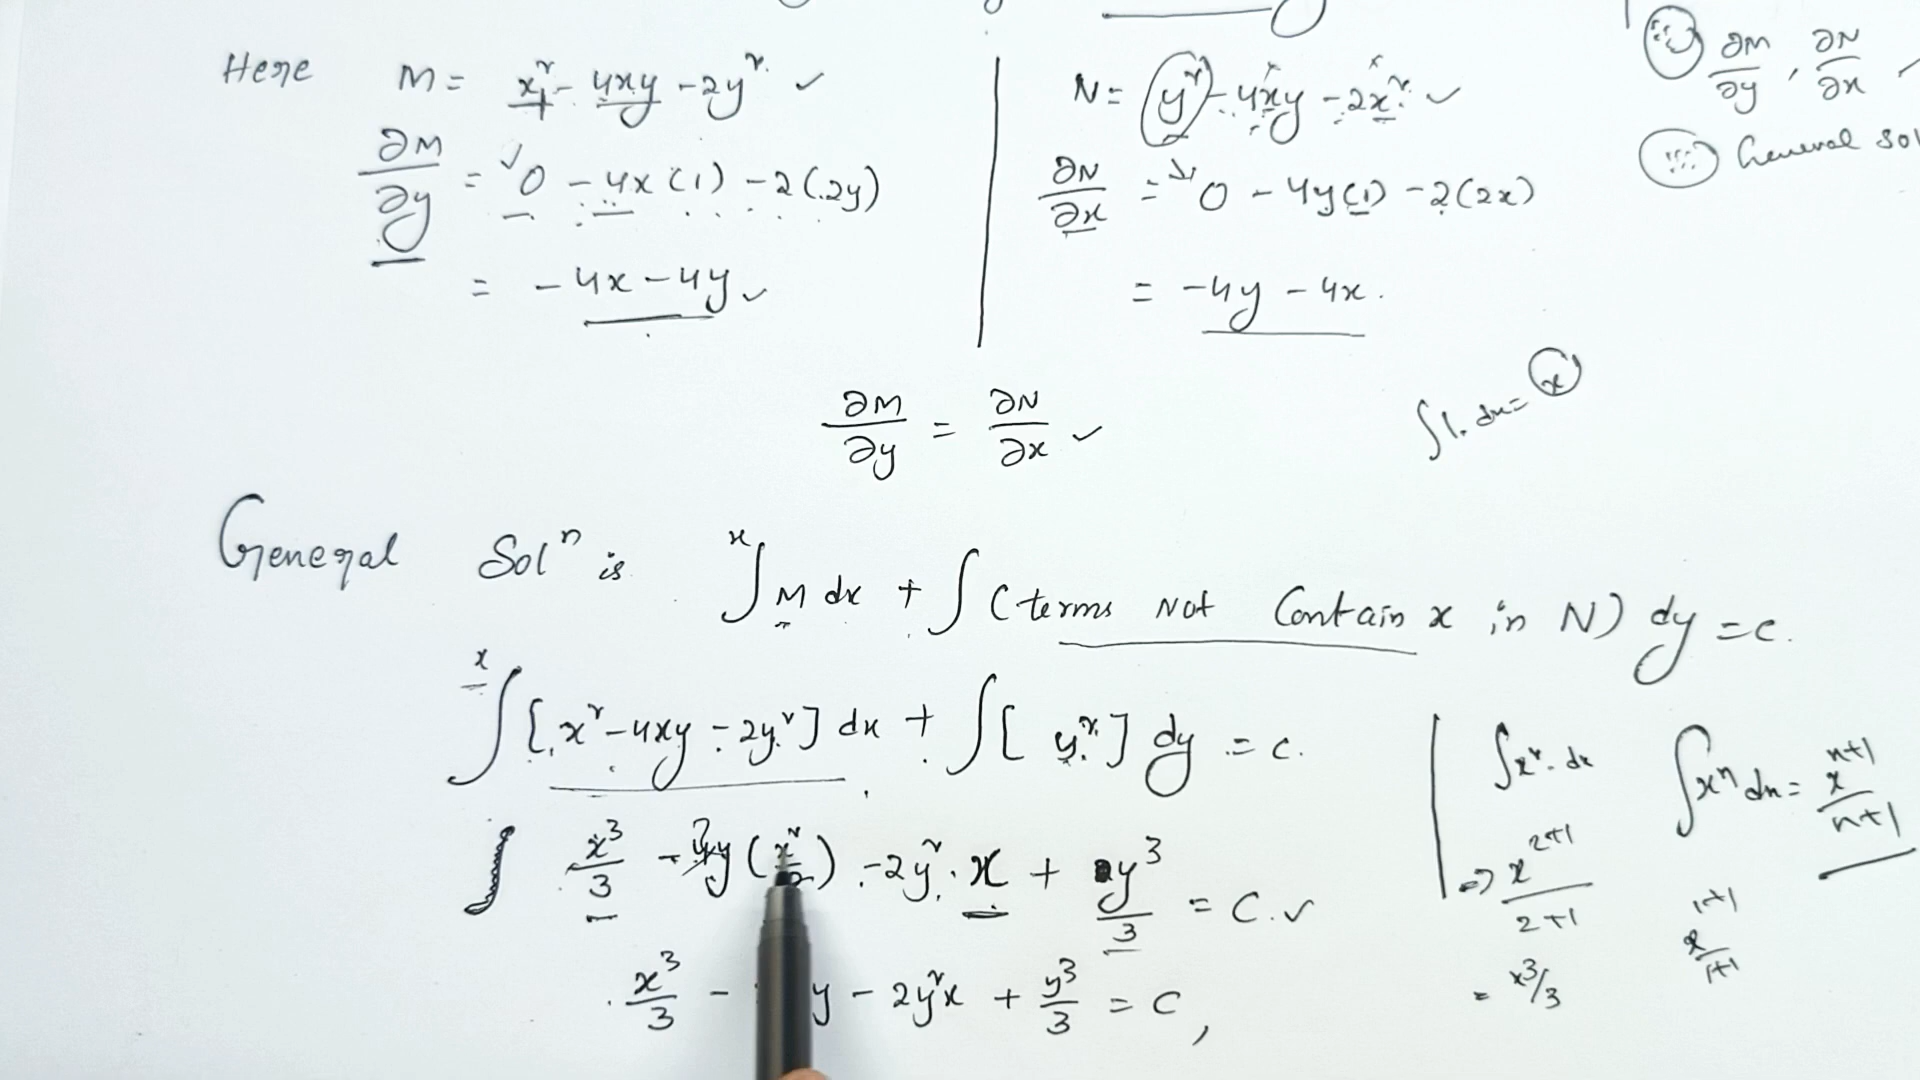 Here M = x² - 4xy - 2y² ✓
∂M/∂y = 0 - 4x(1) - 2(2y)
= -4x - 4y ✓
N = y² - 4xy - 2x² ✓
∂N/∂x = 0 - 4y(1) - 2(2x)
= -4y - 4x.
∂M/∂y , ∂N/∂x
General sol
∂M/∂y = ∂N/∂x ✓
∫1. dx = x
General Solⁿ is ∫ˣ M dx + ∫ (terms Not Contain x in N) dy = c.
∫ˣ [x² - 4xy - 2y²] dx + ∫ [y²] dy = c.
x³/3 - 4y(x²/2) - 2y² · x + y³/3 = C. ✓
x³/3 - y - 2y²x + y³/3 = C,
∫x² · dx
⇒ x²⁺¹/2+1
= x³/3
∫xⁿ dx = xⁿ⁺¹/n+1
x¹⁺¹/1+1